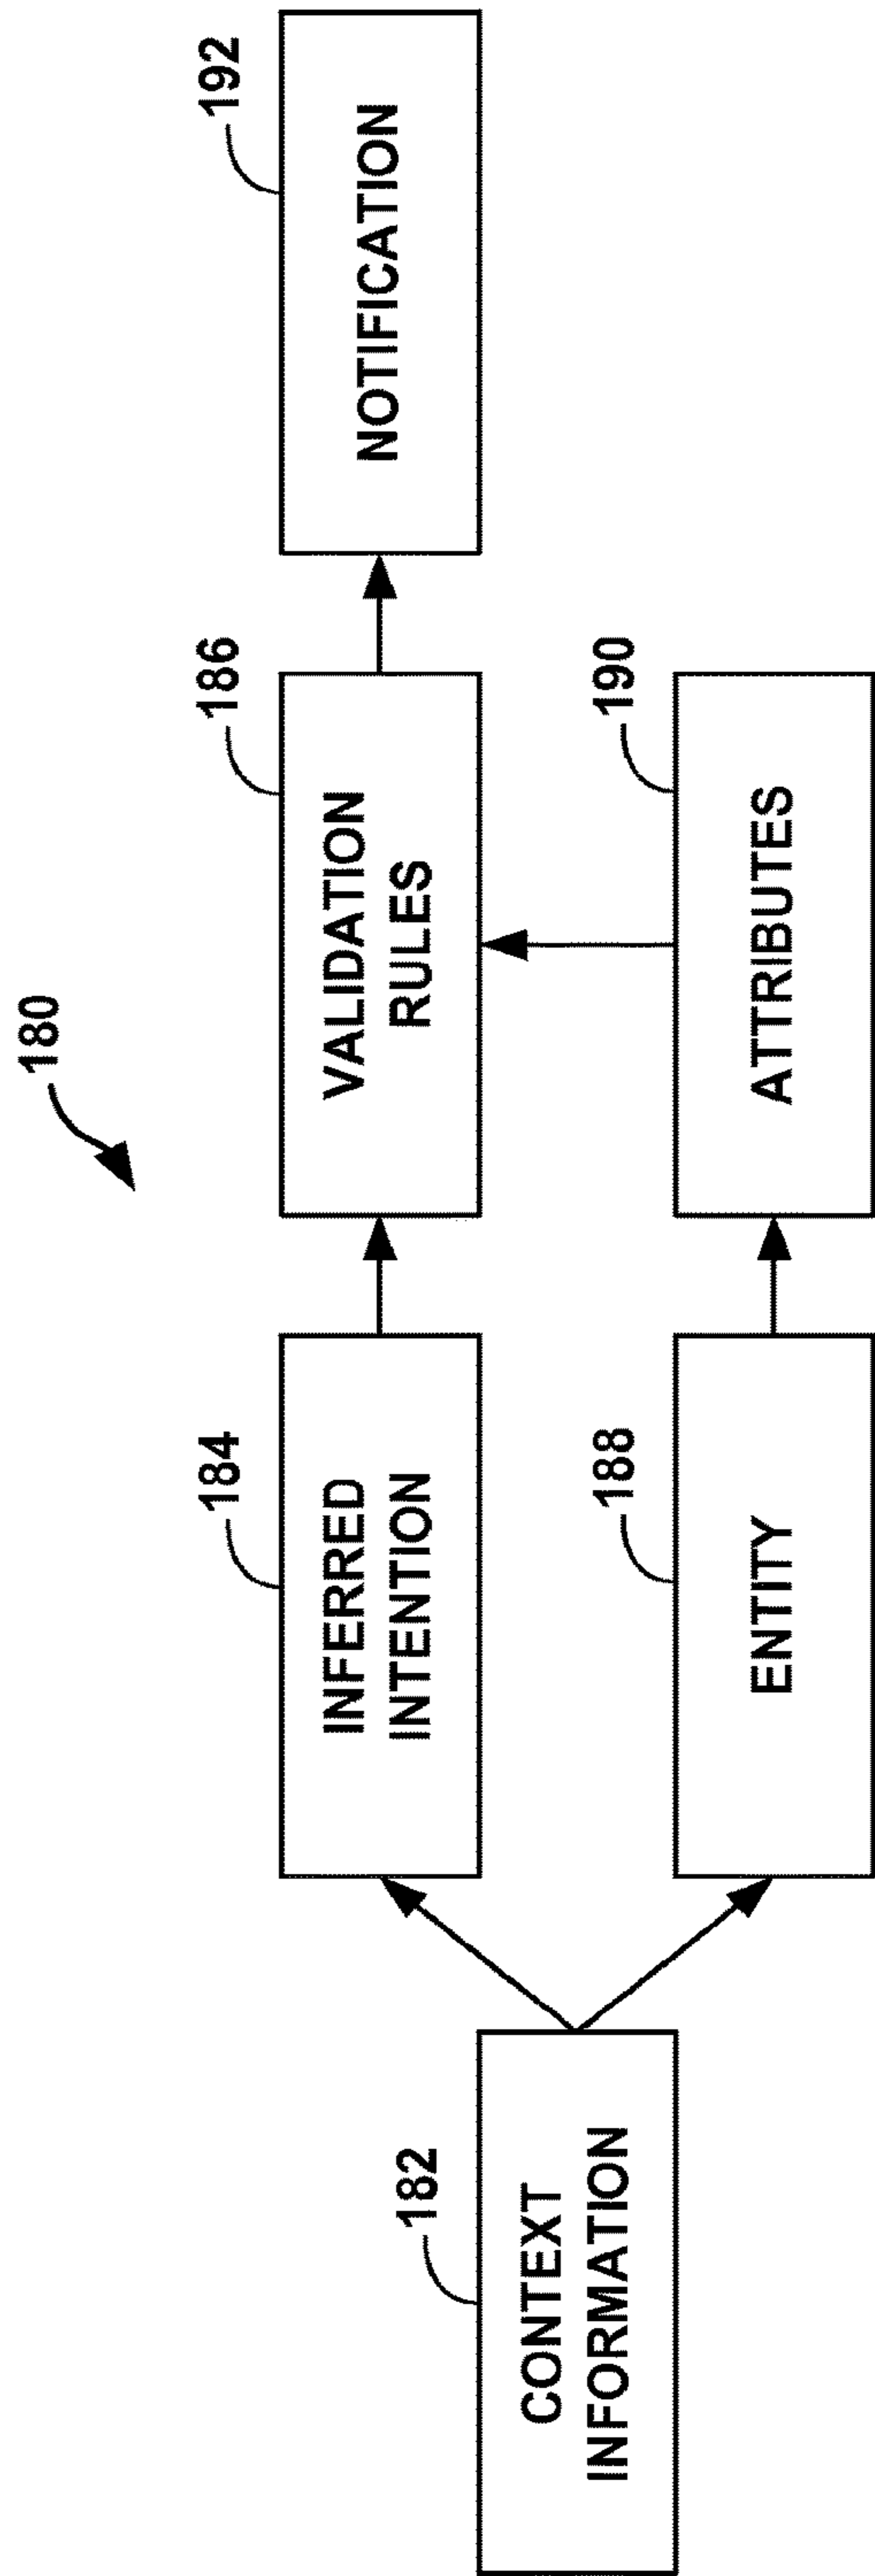 180
182
CONTEXT
INFORMATION
184
INFERRED
INTENTION
186
VALIDATION
RULES
192
NOTIFICATION
188
ENTITY
190
ATTRIBUTES